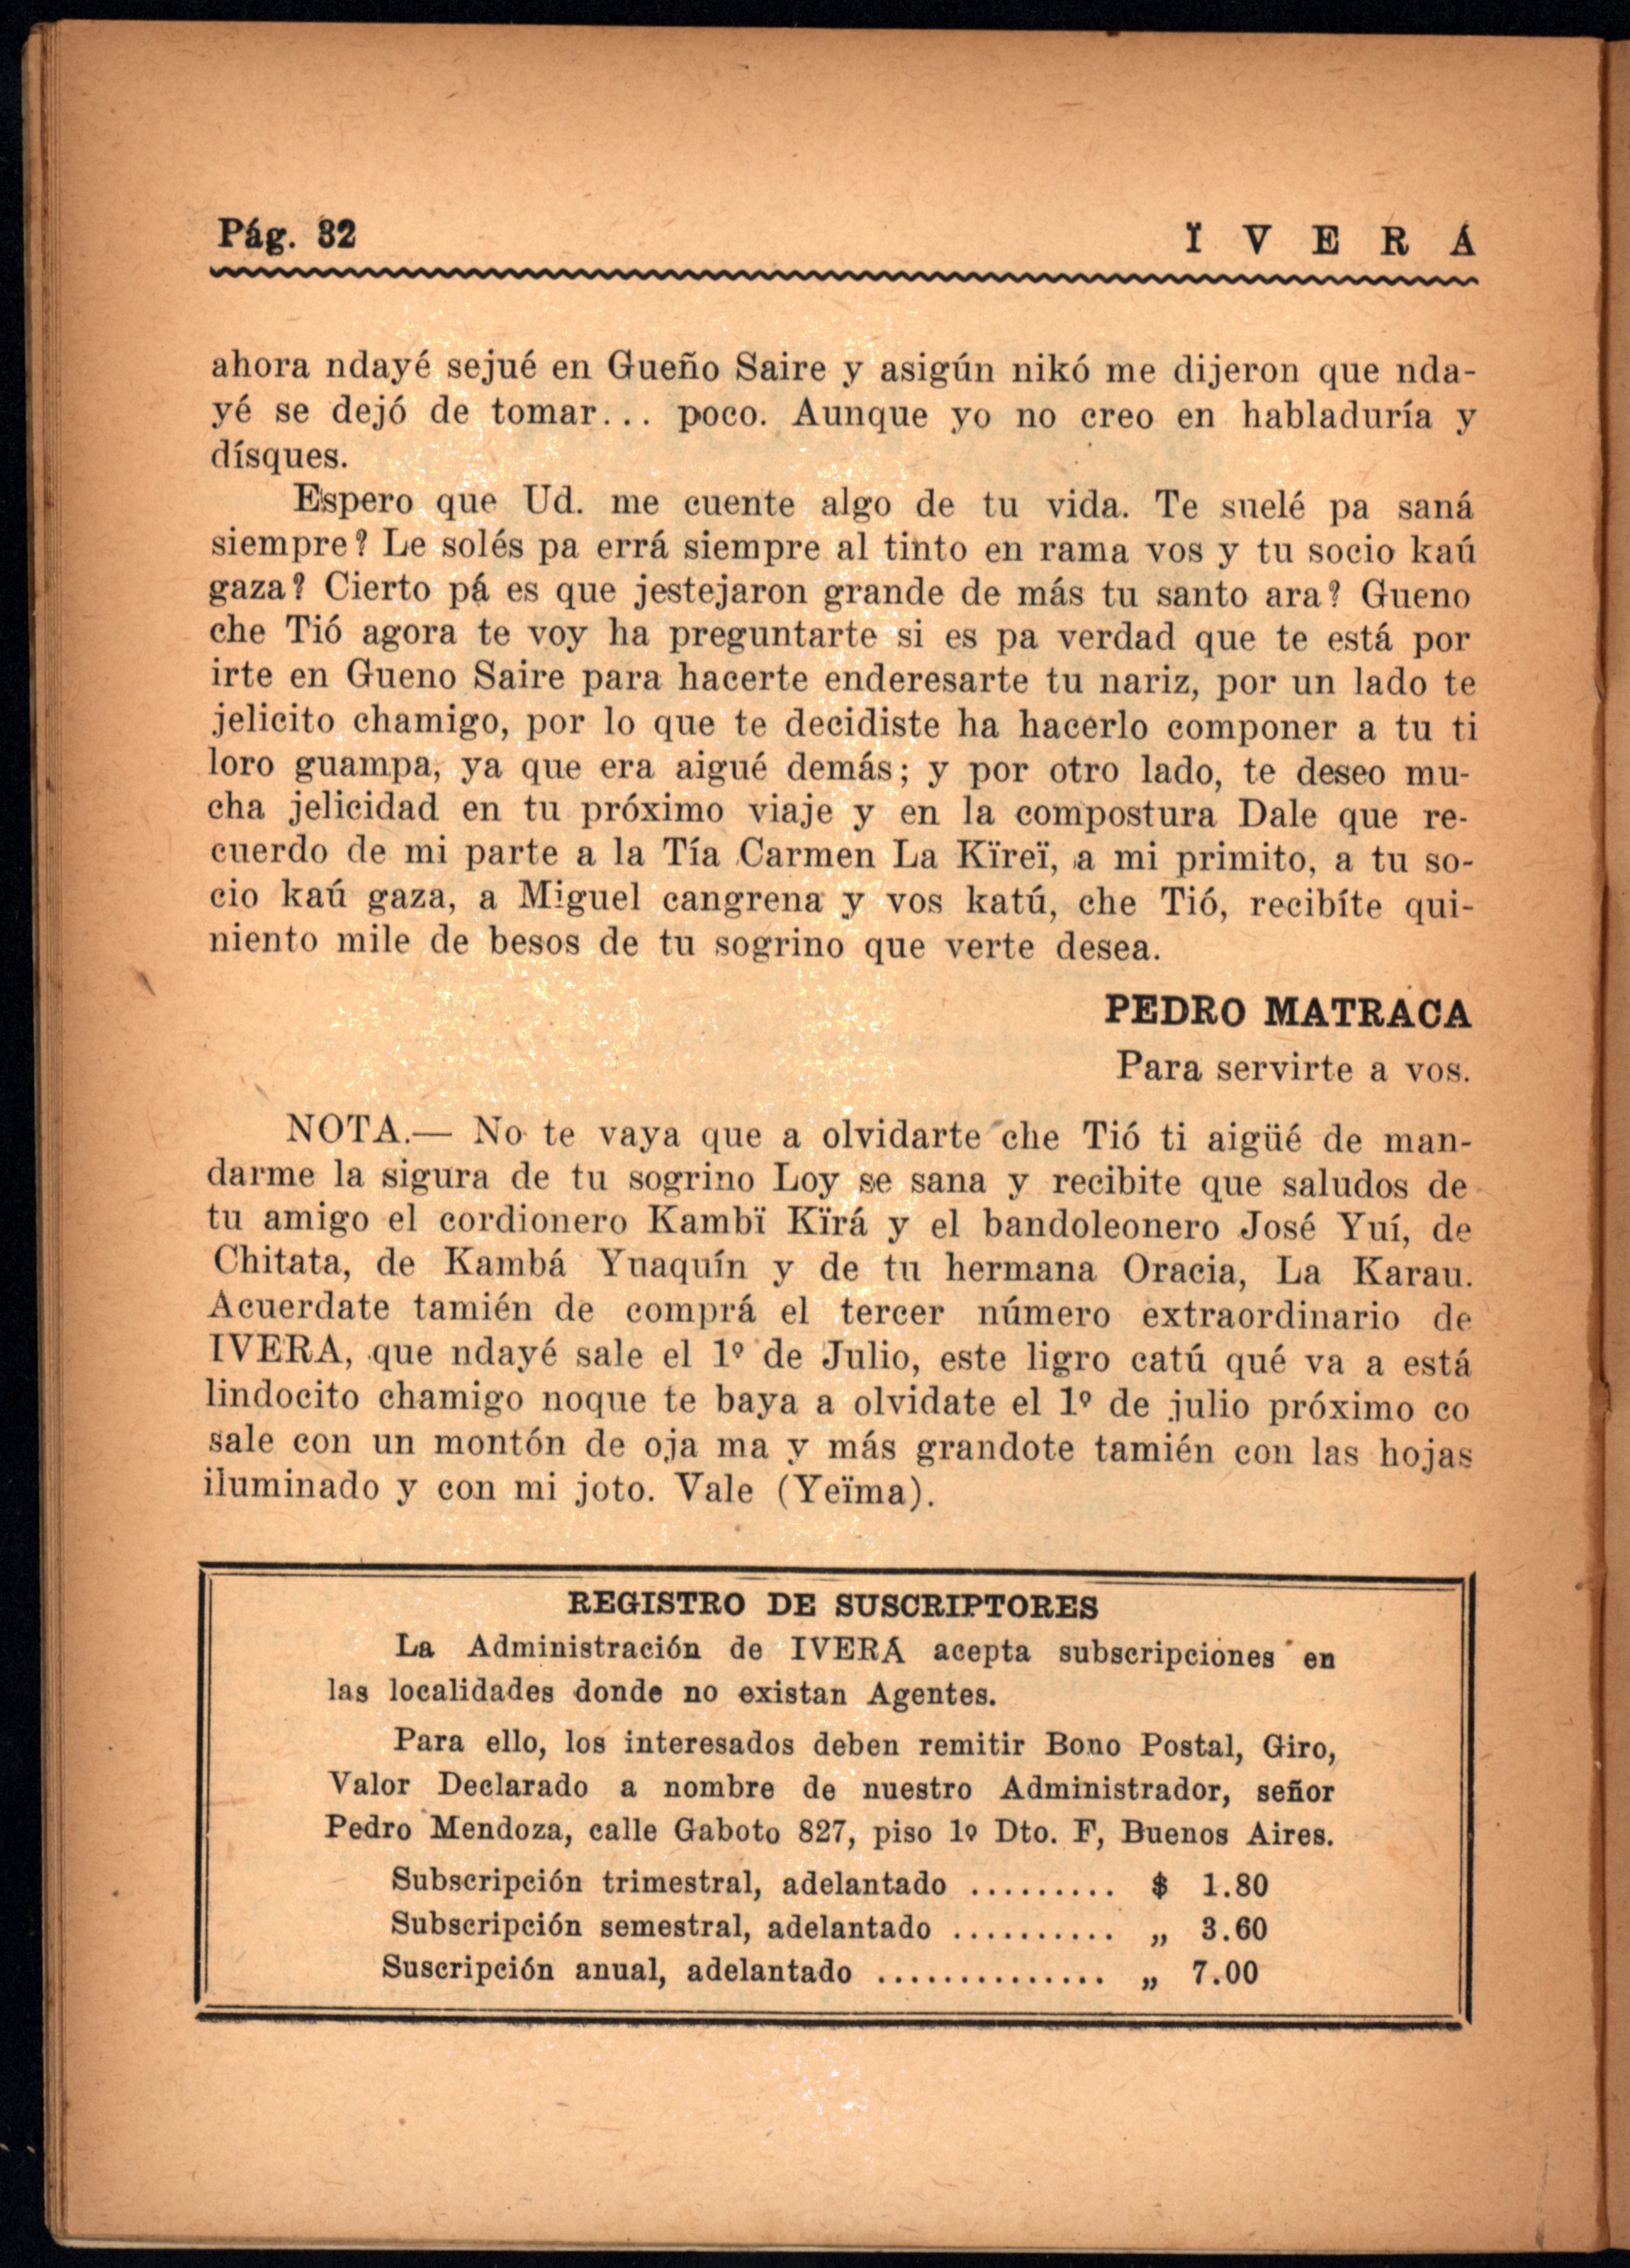 Pág. 32
Ï V E R Á
ahora ndayé sejué en Gueño Saire y asigún nikó me dijeron que nda-
yé se dejó de tomar... poco. Aunque yo no creo en habladuría y
dísques.
Espero que Ud. me cuente algo de tu vida. Te suelé pa saná
siempre? Le solés pa errá siempre al tinto en rama vos y tu socio kaú
gaza? Cierto pá es que jestejaron grande de más tu santo ara? Gueno
che Tió agora te voy ha preguntarte si es pa verdad que te está por
irte en Gueno Saire para hacerte enderesarte tu nariz, por un lado te
jelicito chamigo, por lo que te decidiste ha hacerlo componer a tu ti
loro guampa, ya que era aigué demás; y por otro lado, te deseo mu-
cha jelicidad en tu próximo viaje y en la compostura Dale que re-
cuerdo de mi parte a la Tía Carmen La Kïreï, a mi primito, a tu so-
cio kaú gaza, a Miguel cangrena y vos katú, che Tió, recibíte qui-
niento mile de besos de tu sogrino que verte desea.
PEDRO MATRACA
Para servirte a vos.
NOTA.— No te vaya que a olvidarte che Tió ti aigüé de man-
darme la sigura de tu sogrino Loy se sana y recibite que saludos de
tu amigo el cordionero Kambï Kïrá y el bandoleonero José Yuí, de
Chitata, de Kambá Yuaquín y de tu hermana Oracia, La Karau.
Acuerdate tamién de comprá el tercer número extraordinario de
IVERA, que ndayé sale el 1º de Julio, este ligro catú qué va a está
lindocito chamigo noque te baya a olvidate el 1º de julio próximo co
sale con un montón de oja ma y más grandote tamién con las hojas
iluminado y con mi joto. Vale (Yeïma).
REGISTRO DE SUSCRIPTORES
La Administración de IVERÁ acepta subscripciones en
las localidades donde no existan Agentes.
Para ello, los interesados deben remitir Bono Postal, Giro,
Valor Declarado a nombre de nuestro Administrador, señor
Pedro Mendoza, calle Gaboto 827, piso 1º Dto. F, Buenos Aires.
Subscripción trimestral, adelantado ......... $ 1.80
Subscripción semestral, adelantado .......... „ 3.60
Suscripción anual, adelantado .............. „ 7.00